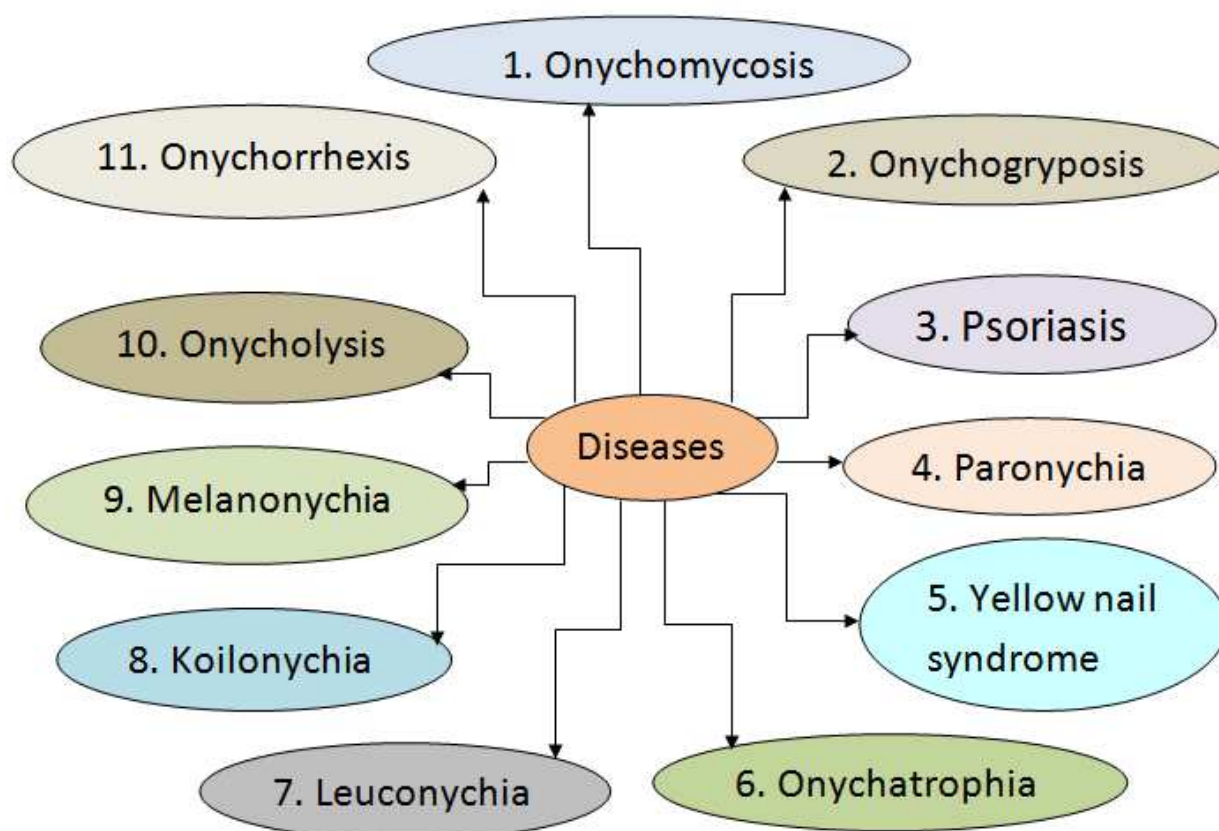 1. Onychomycosis
11. Onychorrhexis
2. Onychogryposis
3. Psoriasis
10. Onycholysis
Diseases
4. Paronychia
9. Melanonychia
5. Yellow nail
syndrome
8. Koilonychia
7. Leuconychia
6. Onychatrophia